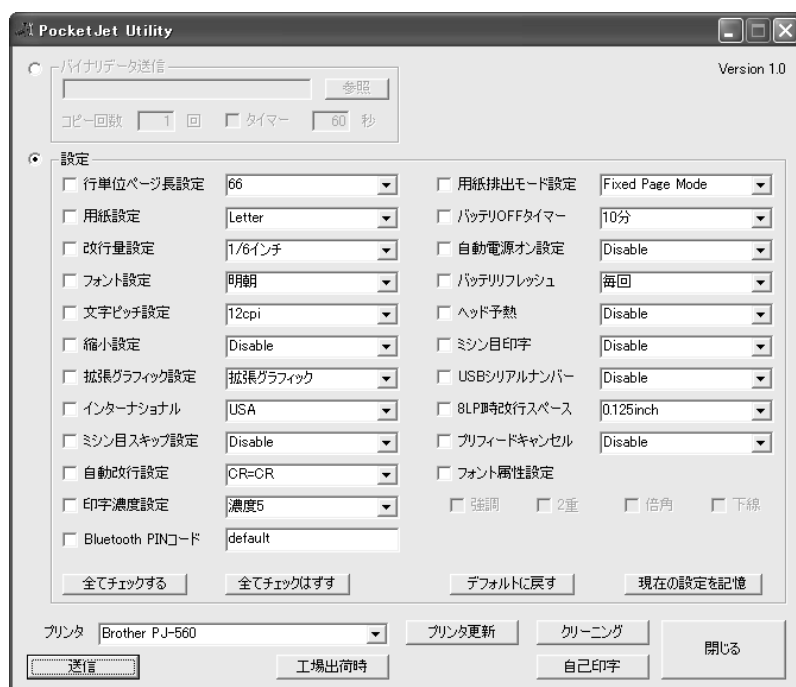 PocketJet Utility
バイナリデータ送信
Version 1.0
参照
コピー回数 1 回 タイマー 60 秒
設定
行単位ページ長設定 66 用紙排出モード設定 Fixed Page Mode
用紙設定 Letter バッテリOFFタイマー 10分
改行量設定 1/6インチ 自動電源オン設定 Disable
フォント設定 明朝 バッテリリフレッシュ 毎回
文字ピッチ設定 12cpi ヘッド予熱 Disable
縮小設定 Disable ミシン目印字 Disable
拡張グラフィック設定 拡張グラフィック USBシリアルナンバー Disable
インターナショナル USA 8LPI時改行スペース 0.125inch
ミシン目スキップ設定 Disable プリフィードキャンセル Disable
自動改行設定 CR=CR フォント属性設定
印字濃度設定 濃度5 強調 2重 倍角 下線
Bluetooth PINコード default
全てチェックする 全てチェックはずす デフォルトに戻す 現在の設定を記憶
プリンタ Brother PJ-560 プリンタ更新 クリーニング 閉じる
送信 工場出荷時 自己印字